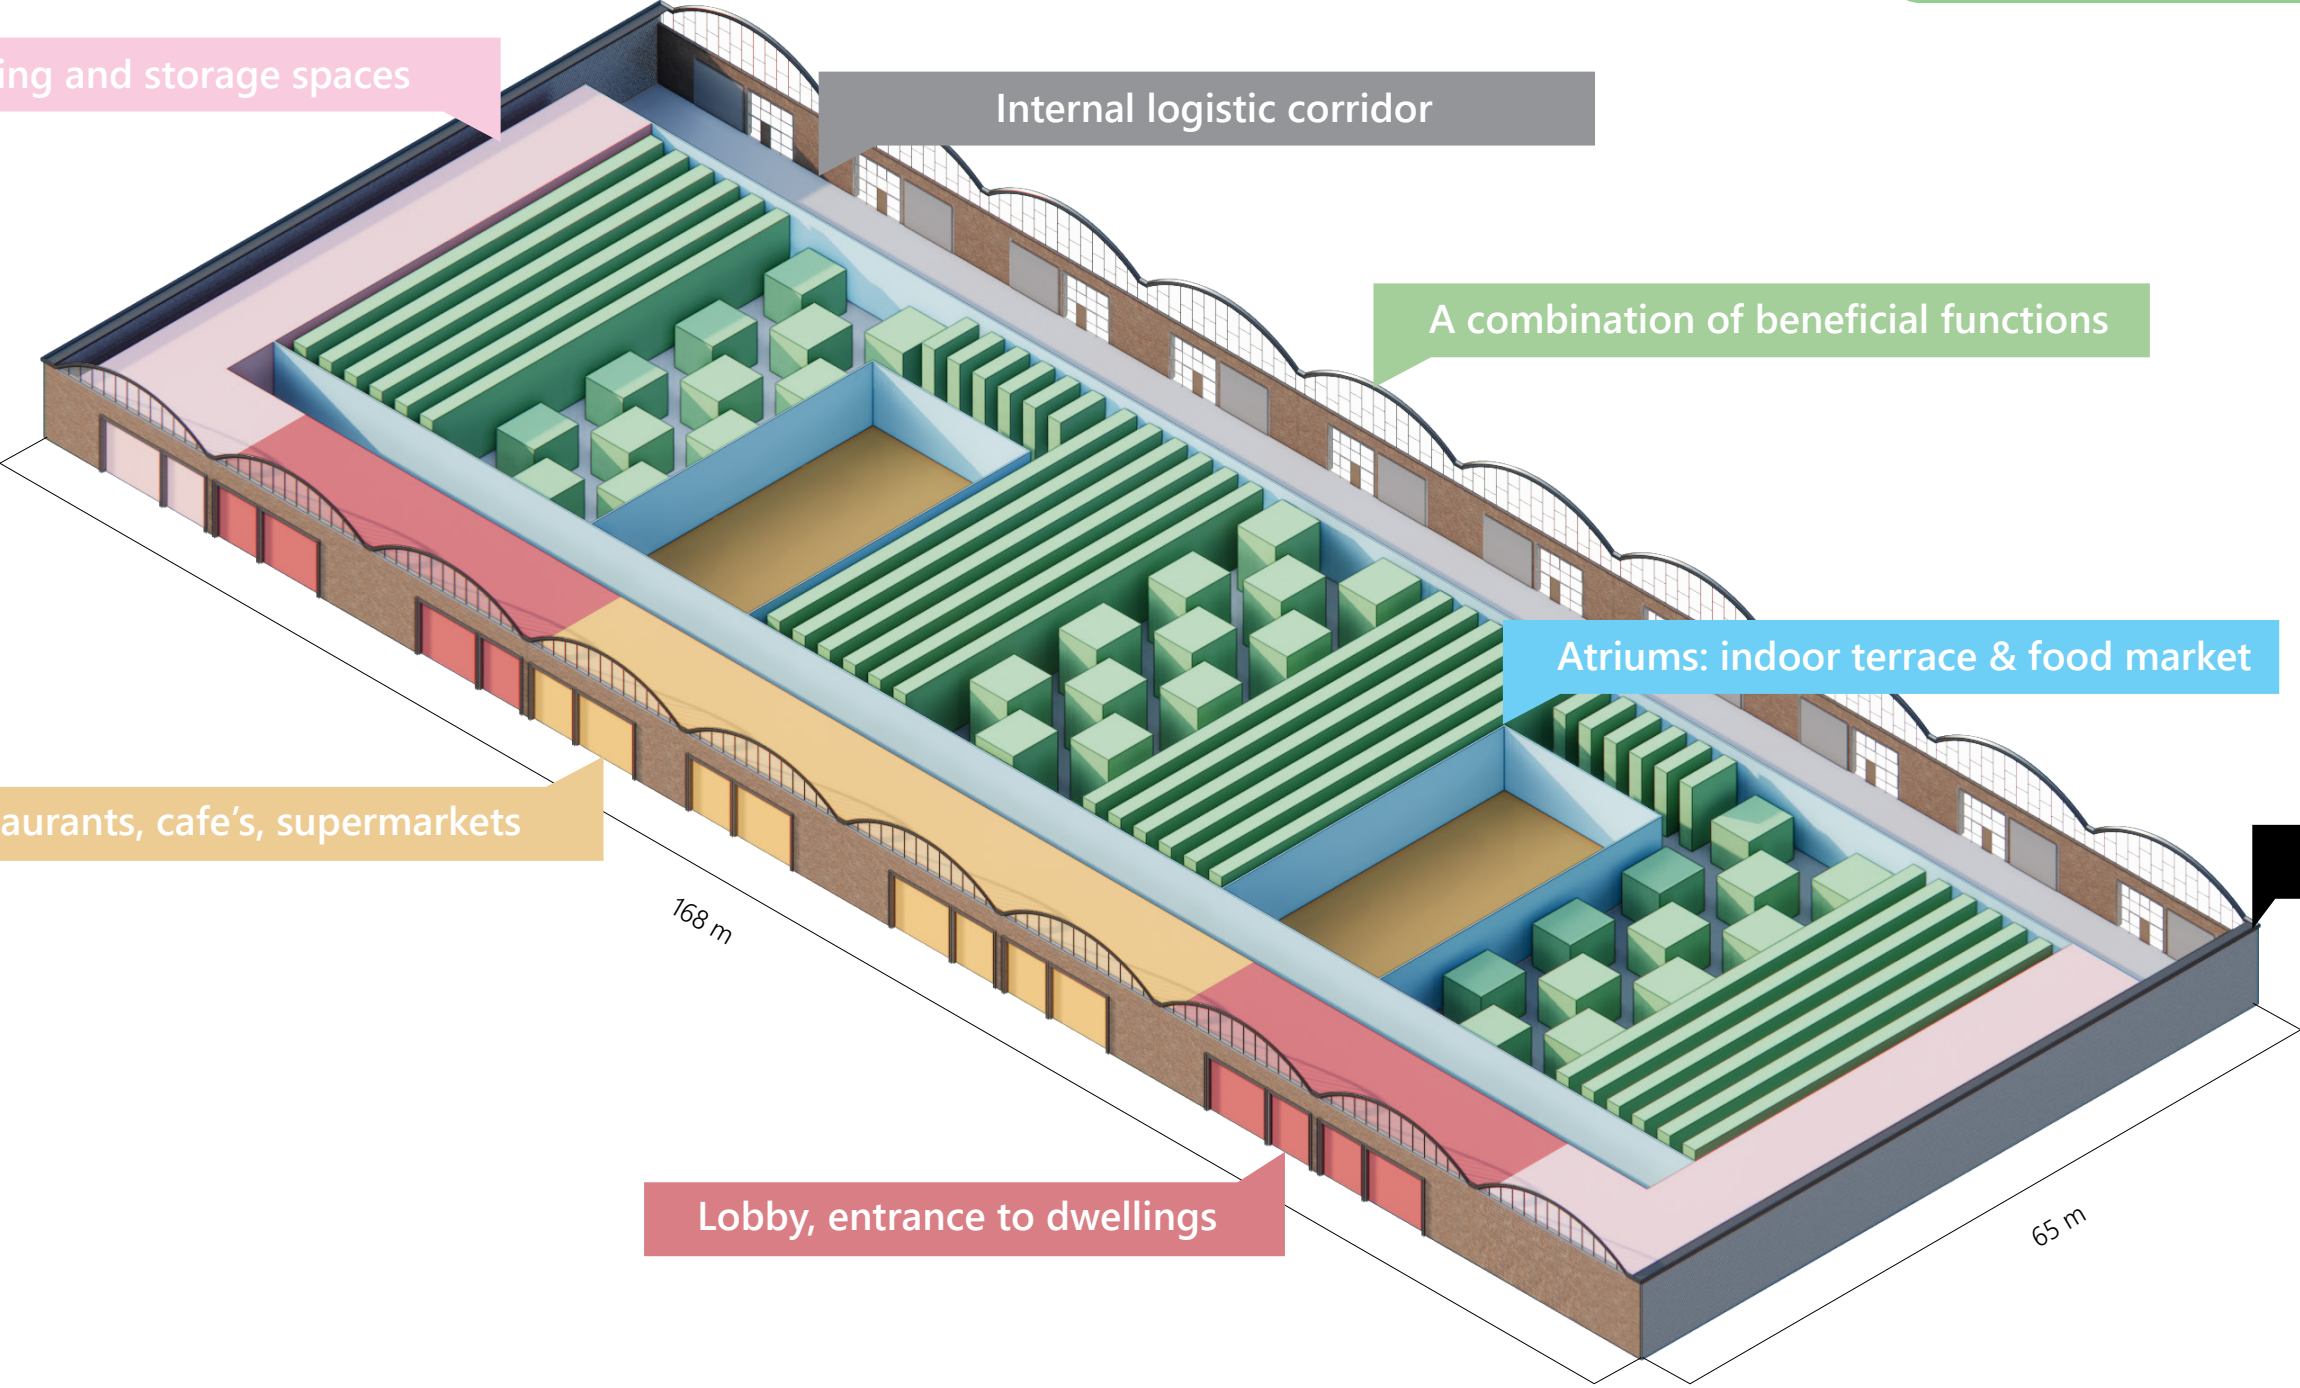 ing and storage spaces
Internal logistic corridor
A combination of beneficial functions
Atriums: indoor terrace & food market
aurants, cafe’s, supermarkets
168 m
Lobby, entrance to dwellings
65 m